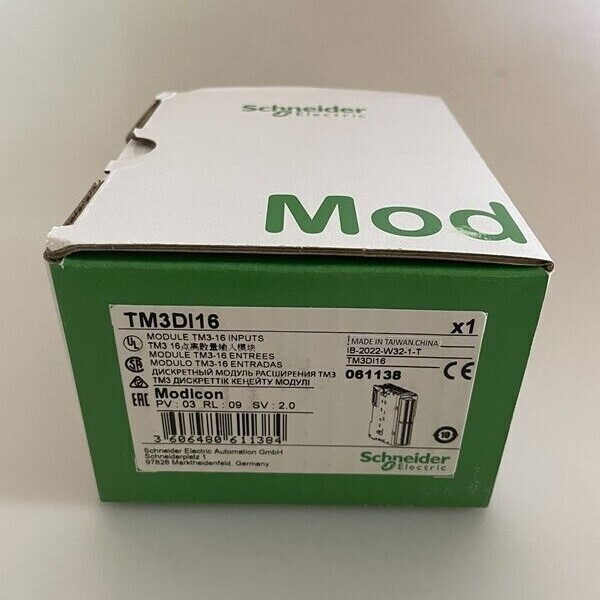 Schneider
Electric
Mod
TM3DI16
x1
MODULE TM3-16 INPUTS
TM3 16点离散量输入模块
MODULE TM3-16 ENTREES
MODULO TM3-16 ENTRADAS
ДИСКРЕТНЫЙ МОДУЛЬ РАСШИРЕНИЯ ТМ3
ТМ3 ДИСКРЕТТІК КЕҢЕЙТУ МОДУЛІ
MADE IN TAIWAN,CHINA
IB-2022-W32-1-T
TM3DI16
061138
UL
CE
EAC
Modicon
PV : 03 RL : 09 SV : 2.0
3 606480 611384
10
Schneider Electric Automation GmbH
Schneiderplatz 1
97828 Marktheidenfeld, Germany
Schneider
Electric